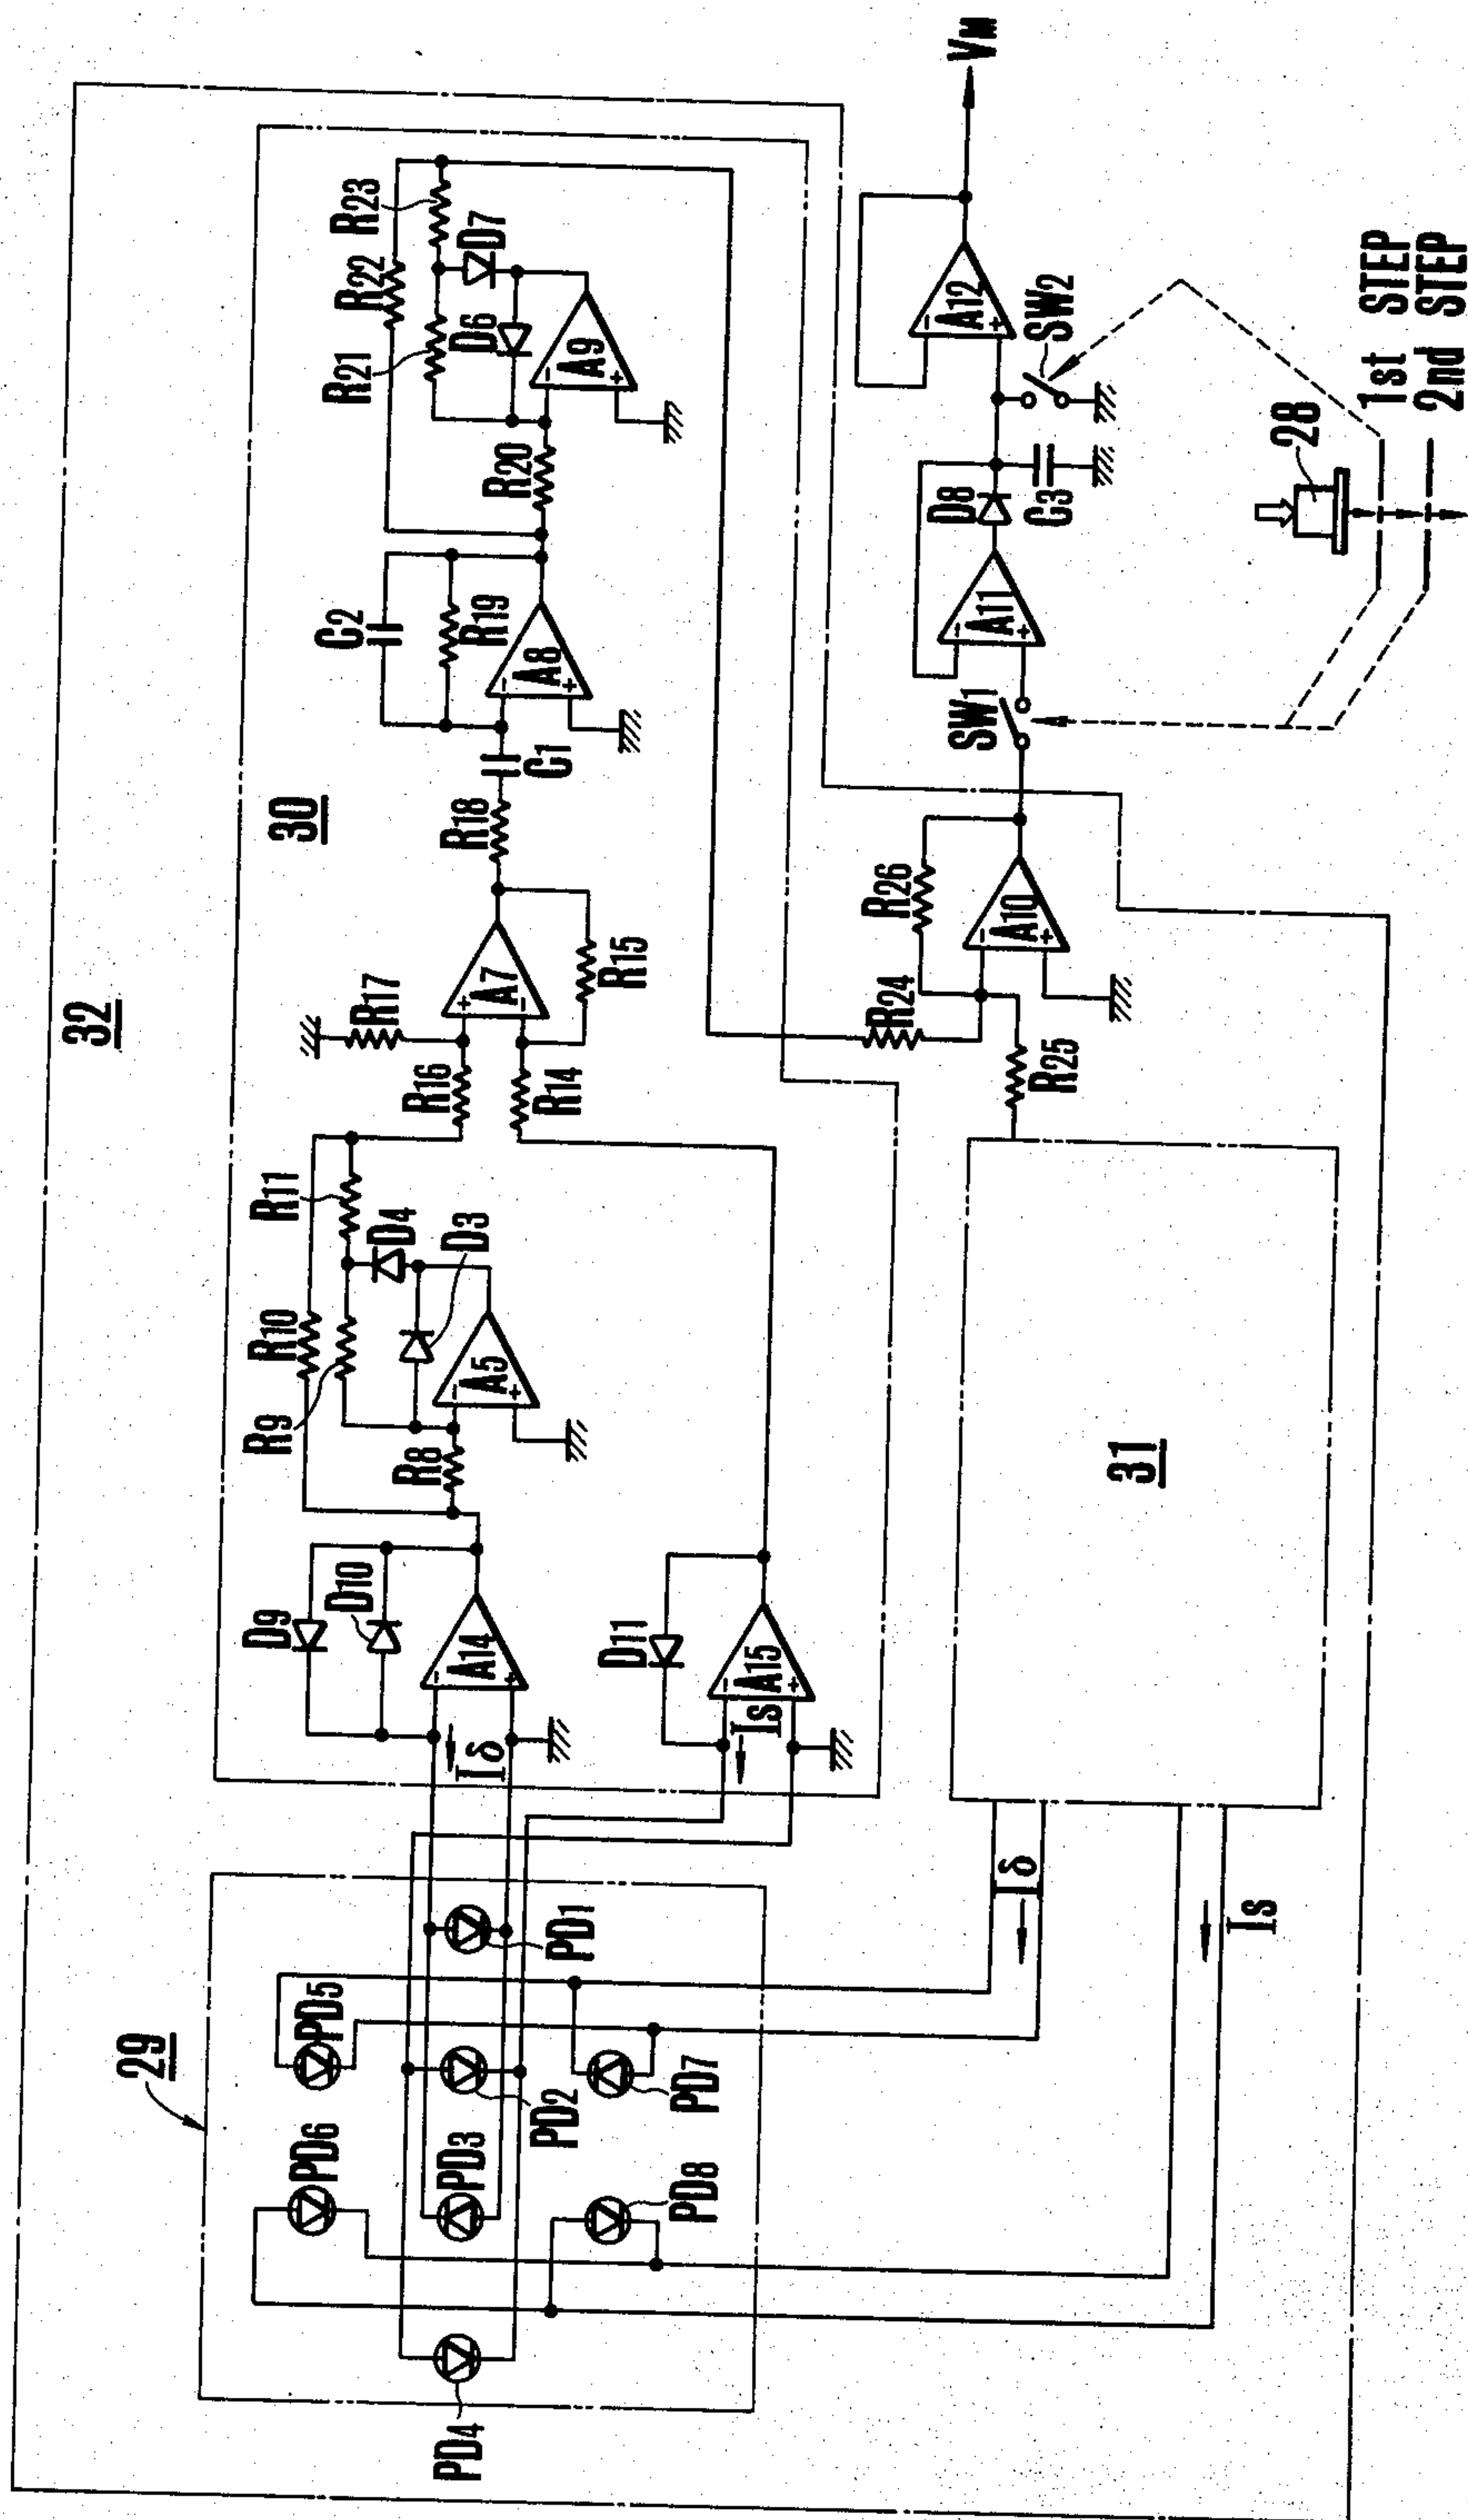 32
30
29
31
28
PD4
PD6
PD5
PD3
PD2
PD1
PD8
PD7
Iδ
Is
Iδ
Is
D9
D10
A14
−
+
D11
A15
−
+
R8
R9
R10
R11
D4
D3
A5
−
+
R16
R14
R17
A7
+
−
R15
R18
C1
C2
R19
A8
−
+
R20
R21
R22
R23
D6
D7
A9
−
+
R24
R25
R26
A10
−
+
SW1
A11
−
+
D8
C3
A12
−
+
SW2
VM
1st STEP
2nd STEP